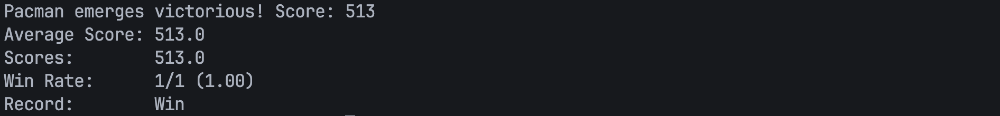 Pacman emerges victorious! Score: 513
Average Score: 513.0
Scores:        513.0
Win Rate:      1/1 (1.00)
Record:        Win